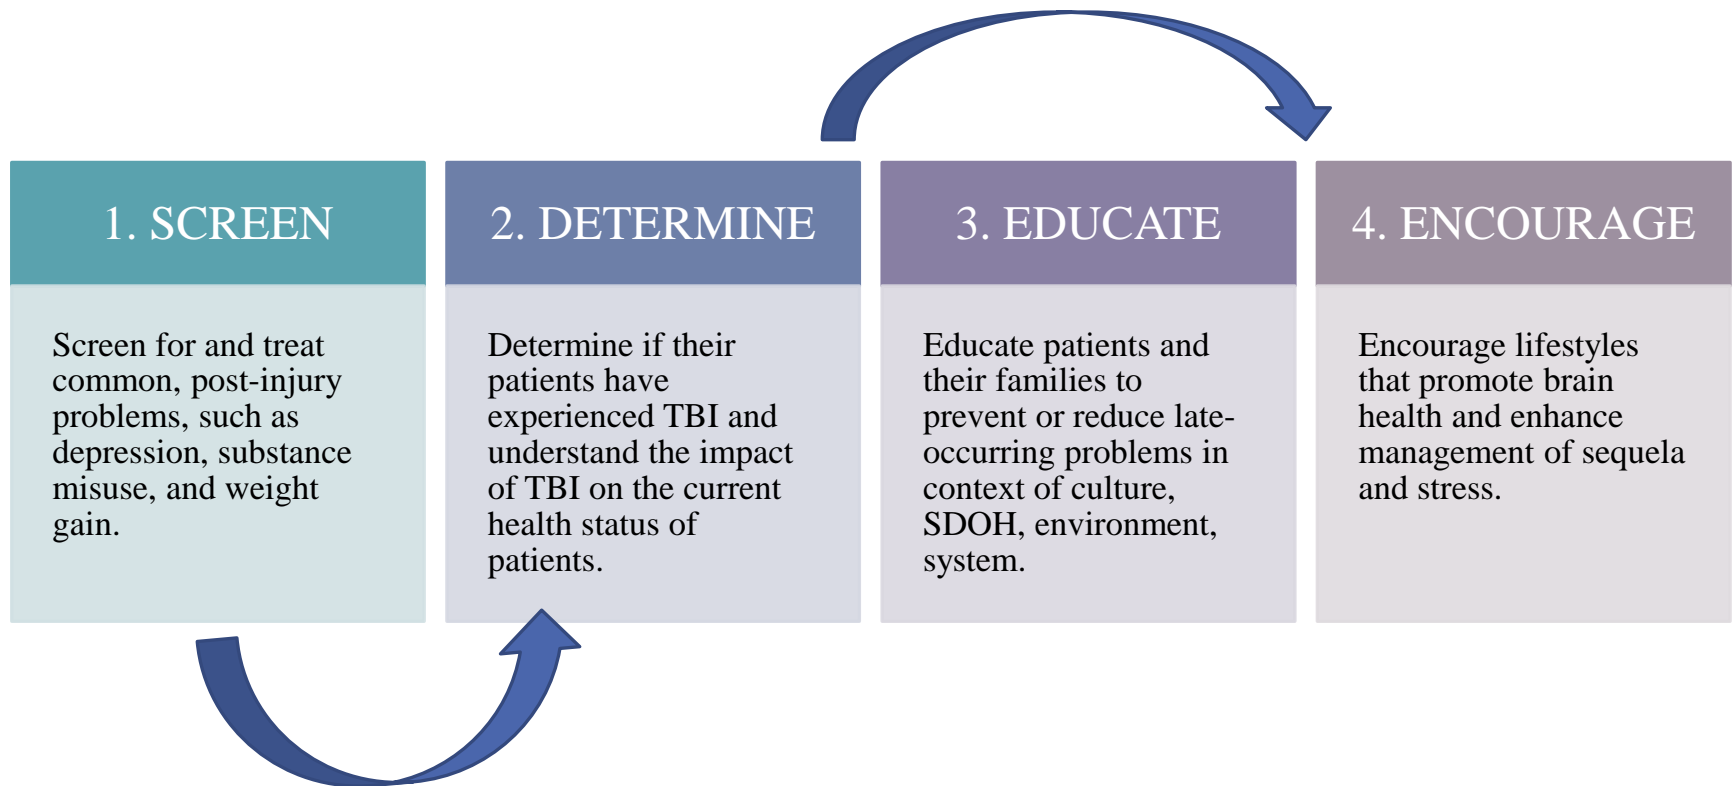 1. SCREEN
Screen for and treat
common, post-injury
problems, such as
depression, substance
misuse, and weight
gain.
2. DETERMINE
Determine if their
patients have
experienced TBI and
understand the impact
of TBI on the current
health status of
patients.
3. EDUCATE
Educate patients and
their families to
prevent or reduce late-
occurring problems in
context of culture,
SDOH, environment,
system.
4. ENCOURAGE
Encourage lifestyles
that promote brain
health and enhance
management of sequela
and stress.